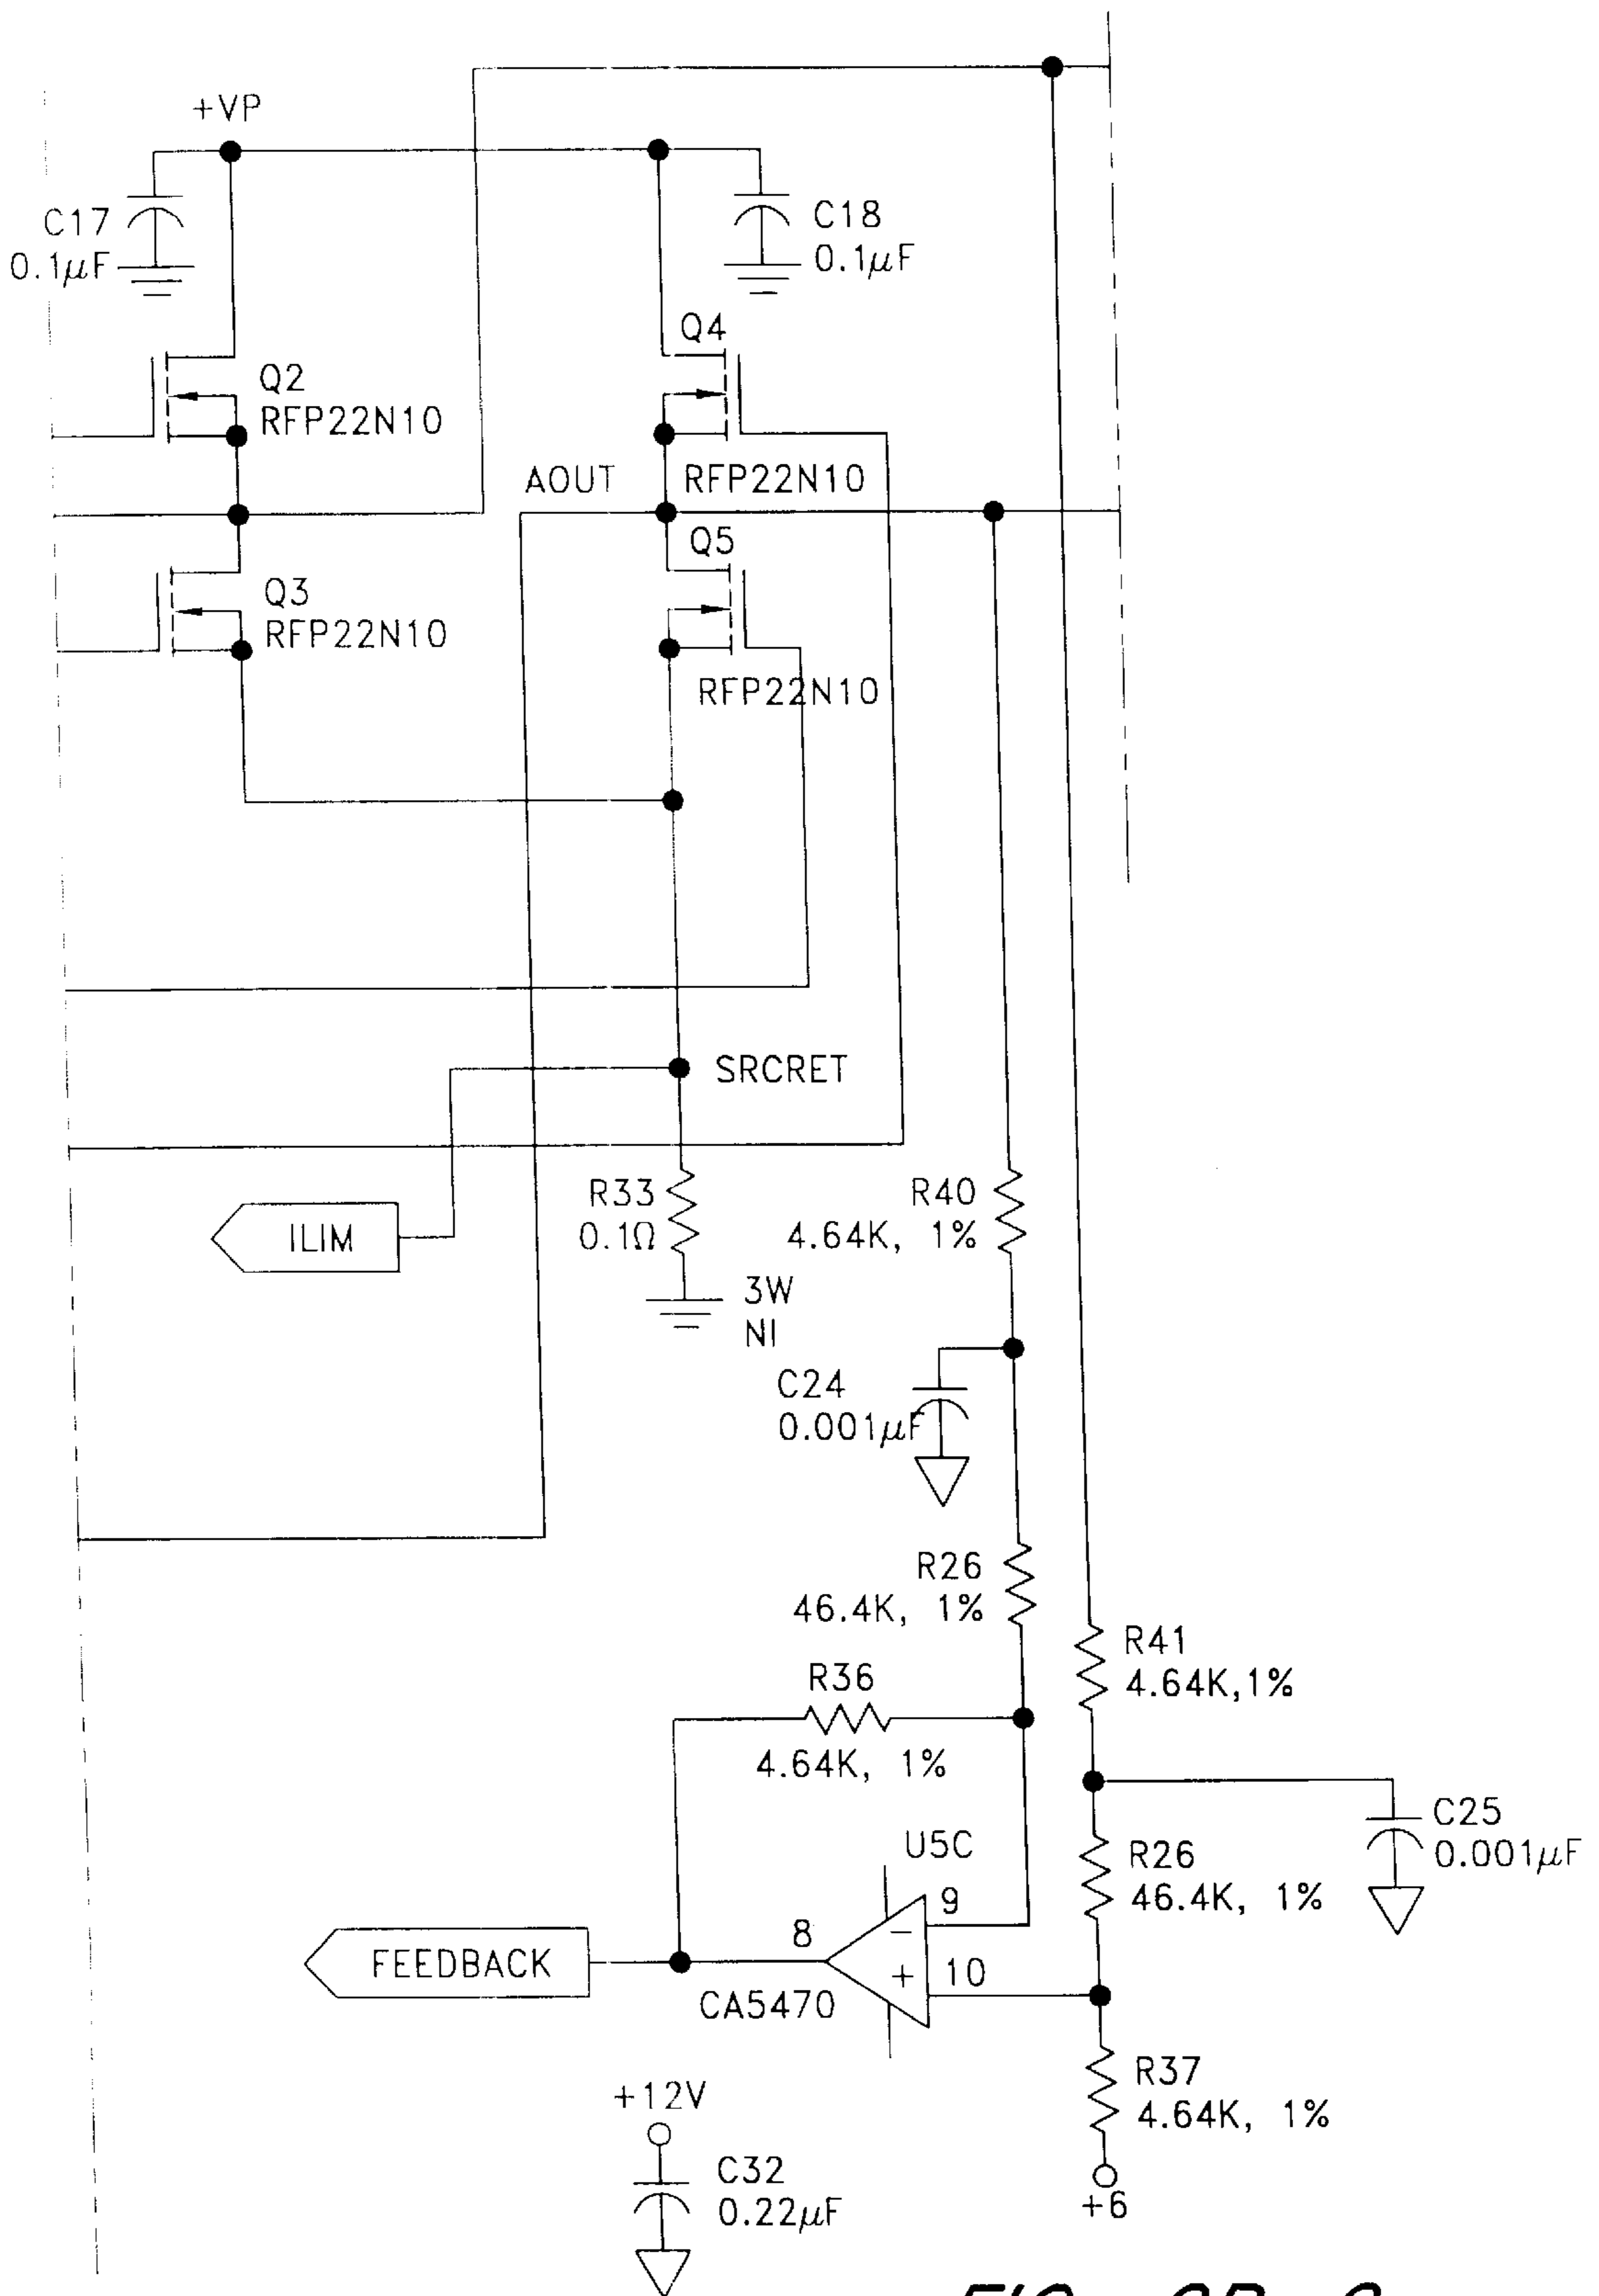 +VP
C17
0.1μF
C18
0.1μF
Q4
Q2
RFP22N10
AOUT
RFP22N10
Q5
Q3
RFP22N10
RFP22N10
SRCRET
R33
0.1Ω
R40
4.64K, 1%
ILIM
3W
NI
C24
0.001μF
R26
46.4K, 1%
R41
4.64K,1%
R36
4.64K, 1%
C25
0.001μF
U5C
R26
46.4K, 1%
9
8
−
FEEDBACK
+
10
CA5470
R37
4.64K, 1%
+12V
C32
0.22μF
+6